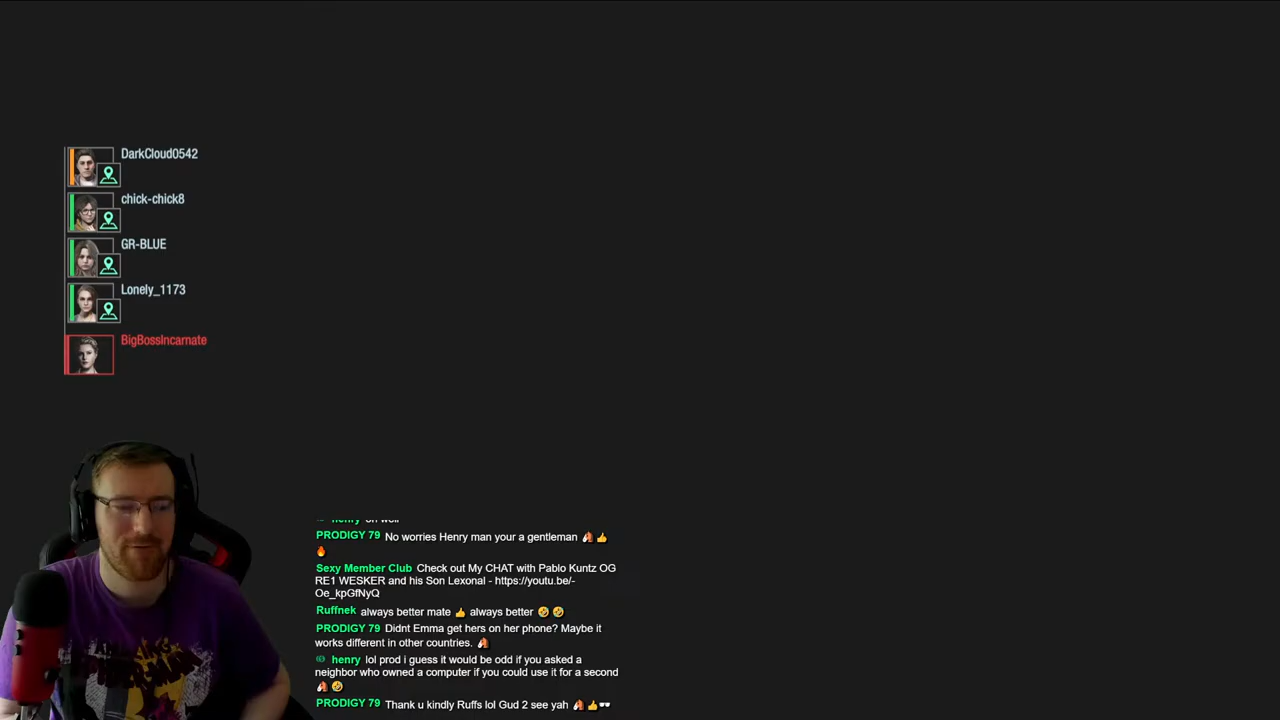 DarkCloud0542
chick-chick8
GR-BLUE
Lonely_1173
BigBossIncarnate
henry oh well
PRODIGY 79 No worries Henry man your a gentleman
Sexy Member Club Check out My CHAT with Pablo Kuntz OG
RE1 WESKER and his Son Lexonal - https://youtu.be/-
Oe_kpGfNyQ
Ruffnek always better mate 👍 always better 🤣 🤣
PRODIGY 79 Didnt Emma get hers on her phone? Maybe it
works different in other countries.
henry lol prod i guess it would be odd if you asked a
neighbor who owned a computer if you could use it for a second
PRODIGY 79 Thank u kindly Ruffs lol Gud 2 see yah